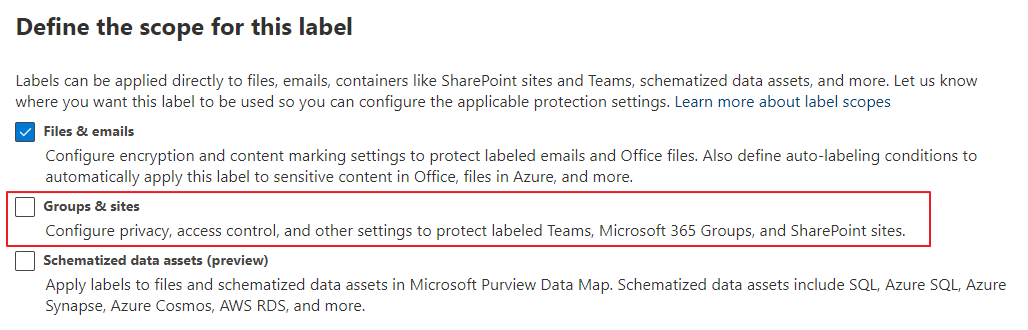 Define the scope for this label
Labels can be applied directly to files, emails, containers like SharePoint sites and Teams, schematized data assets, and more. Let us know
where you want this label to be used so you can configure the applicable protection settings. Learn more about label scopes
Files & emails
Configure encryption and content marking settings to protect labeled emails and Office files. Also define auto-labeling conditions to
automatically apply this label to sensitive content in Office, files in Azure, and more.
Groups & sites
Configure privacy, access control, and other settings to protect labeled Teams, Microsoft 365 Groups, and SharePoint sites.
Schematized data assets (preview)
Apply labels to files and schematized data assets in Microsoft Purview Data Map. Schematized data assets include SQL, Azure SQL, Azure
Synapse, Azure Cosmos, AWS RDS, and more.